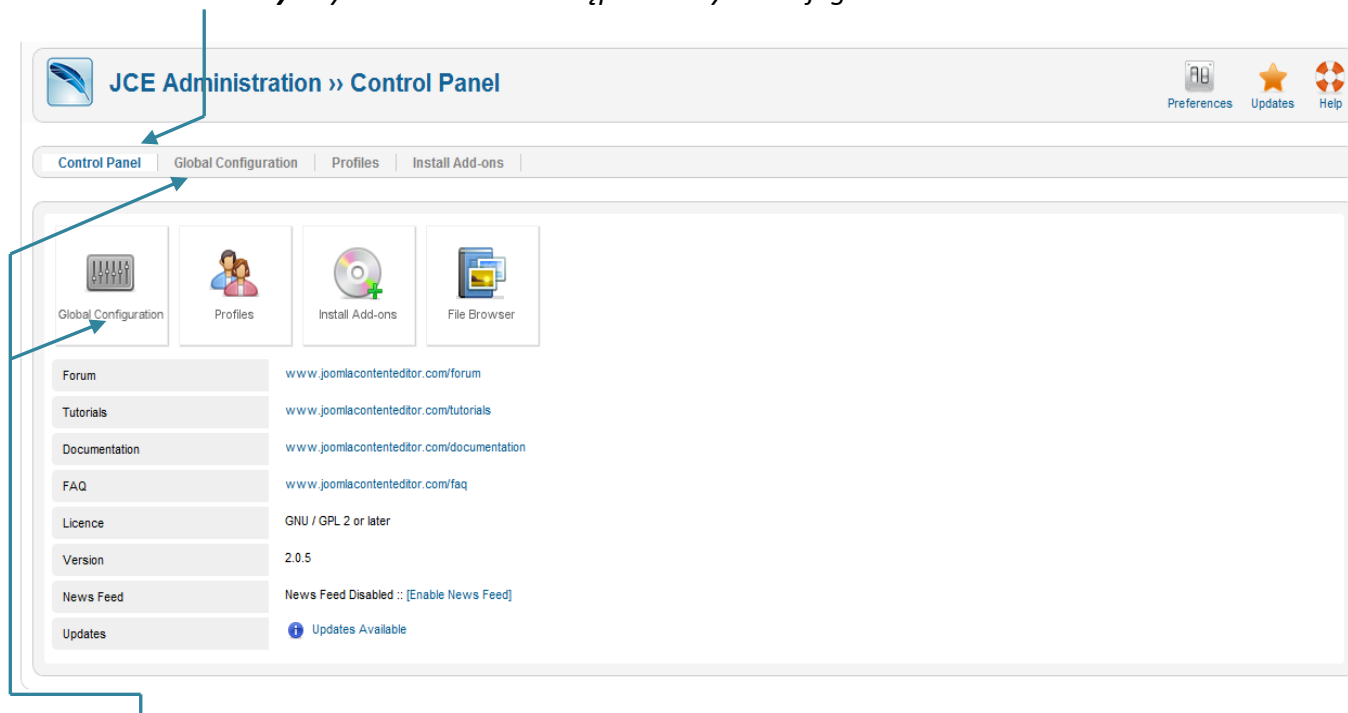 JCE Administration ›› Control Panel
Preferences Updates Help
Control Panel Global Configuration Profiles Install Add-ons
Global Configuration Profiles Install Add-ons File Browser
Forum www.joomlacontenteditor.com/forum
Tutorials www.joomlacontenteditor.com/tutorials
Documentation www.joomlacontenteditor.com/documentation
FAQ www.joomlacontenteditor.com/faq
Licence GNU / GPL 2 or later
Version 2.0.5
News Feed News Feed Disabled :: [Enable News Feed]
Updates Updates Available